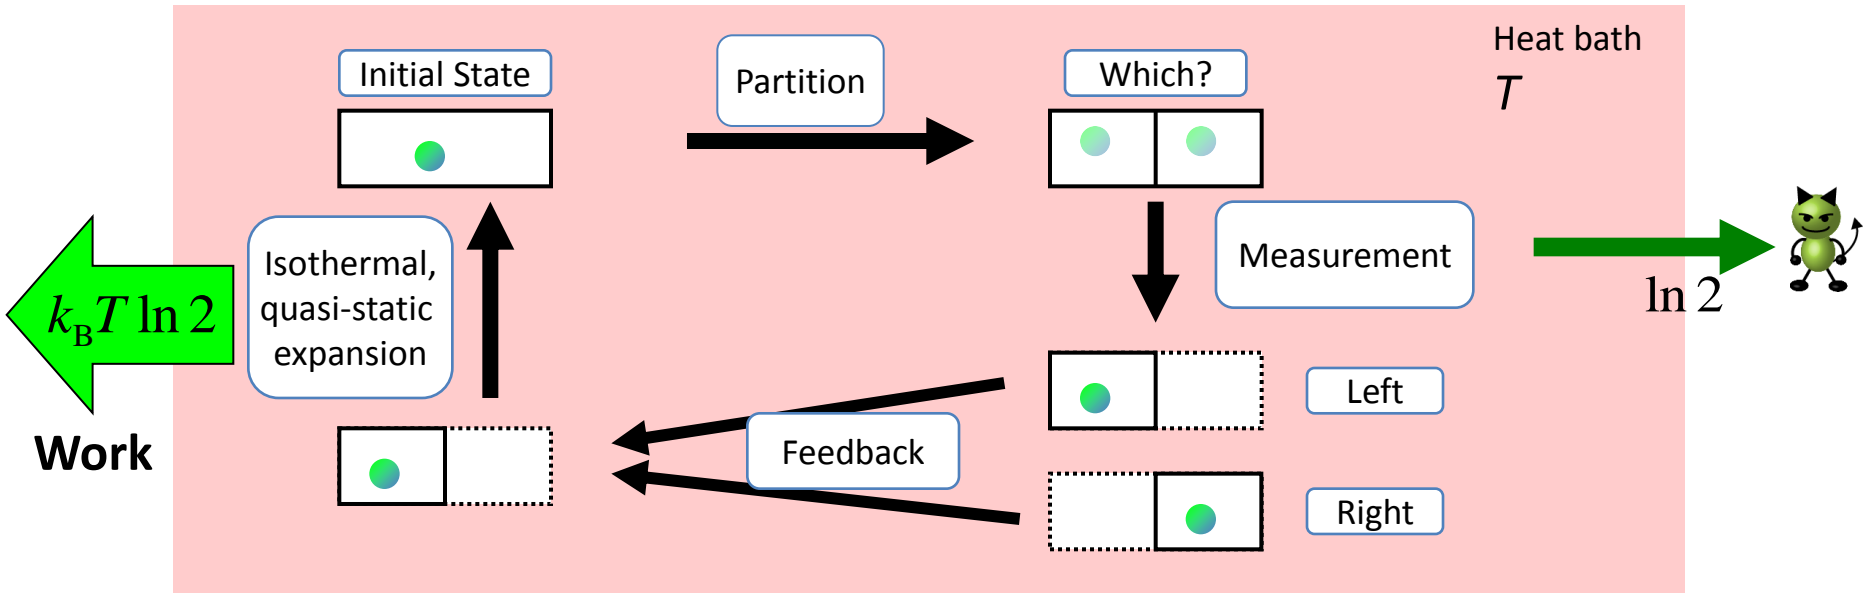 Initial State
Partition
Which?
Heat bath
T
Isothermal,
quasi-static
expansion
Measurement
k_B T ln 2
ln 2
Work
Left
Feedback
Right